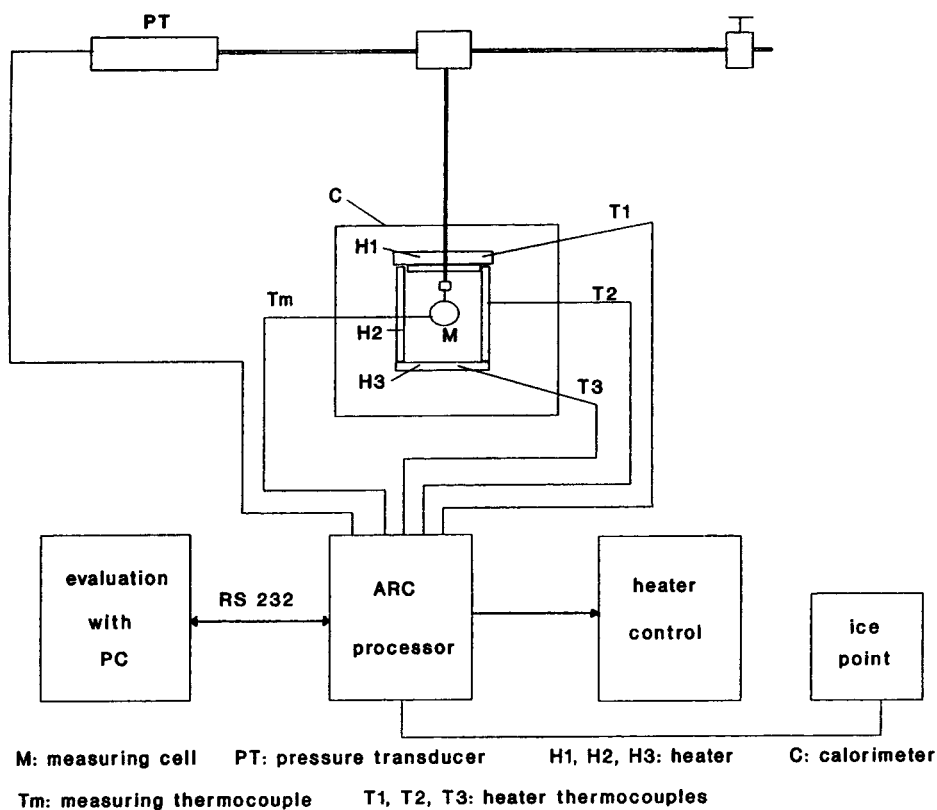 PT
C
T1
H1
Tm
T2
H2
M
H3
T3
evaluation
with
PC
RS 232
ARC
processor
heater
control
ice
point
M: measuring cell PT: pressure transducer H1, H2, H3: heater C: calorimeter
Tm: measuring thermocouple T1, T2, T3: heater thermocouples